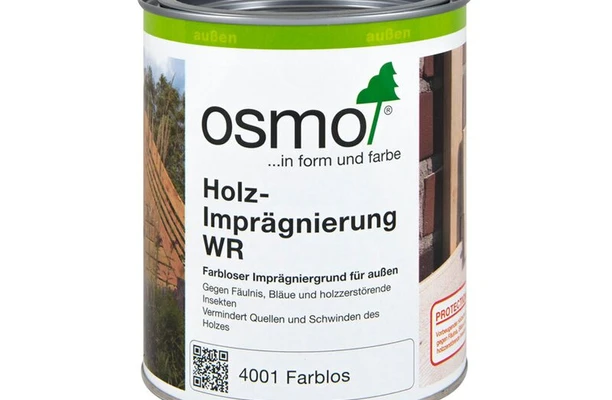 außen
außen
osmo®
...in form und farbe
Holz-
Imprägnierung
WR
Farbloser Imprägniergrund für außen
Gegen Fäulnis, Bläue und holzzerstörende
Insekten
Vermindert Quellen und Schwinden des
Holzes
4001 Farblos